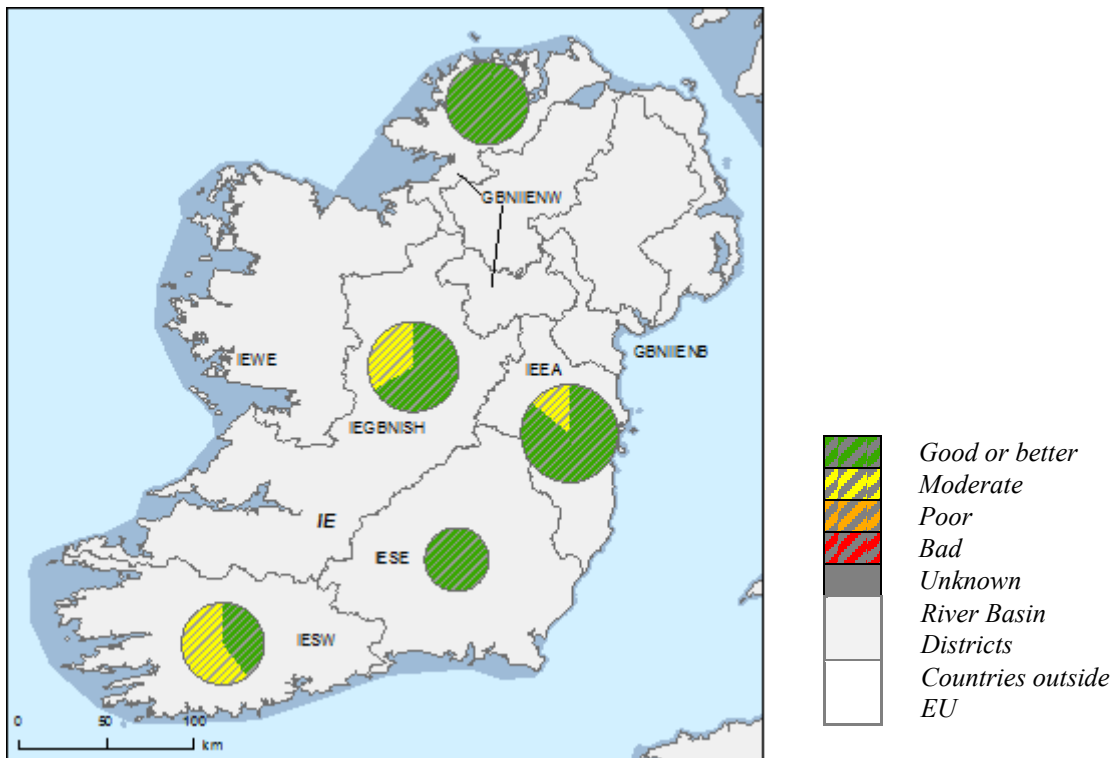 GBNIIENW
GBNIIENB
IEWE
IEEA
IEGBNISH
IE
IESE
IESW
0 50 100
km
Good or better
Moderate
Poor
Bad
Unknown
River Basin
Districts
Countries outside
EU